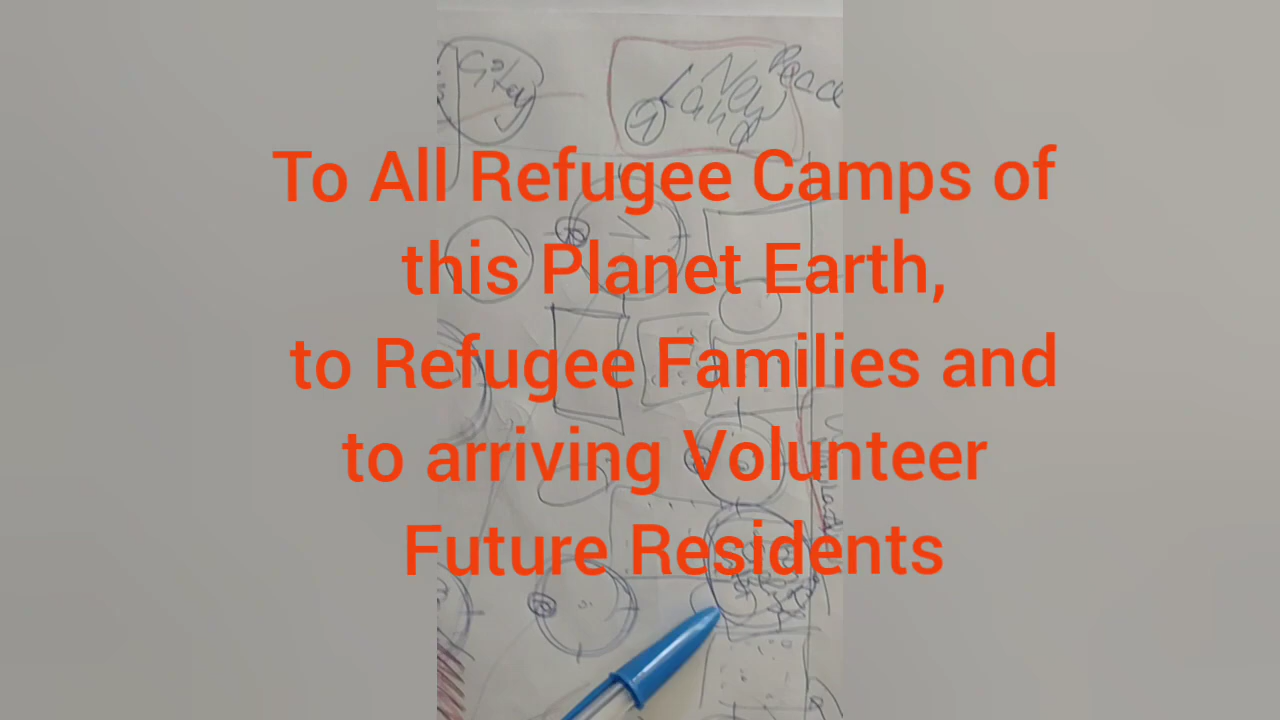 New
Land
To All Refugee Camps of
this Planet Earth,
to Refugee Families and
to arriving Volunteer
Future Residents